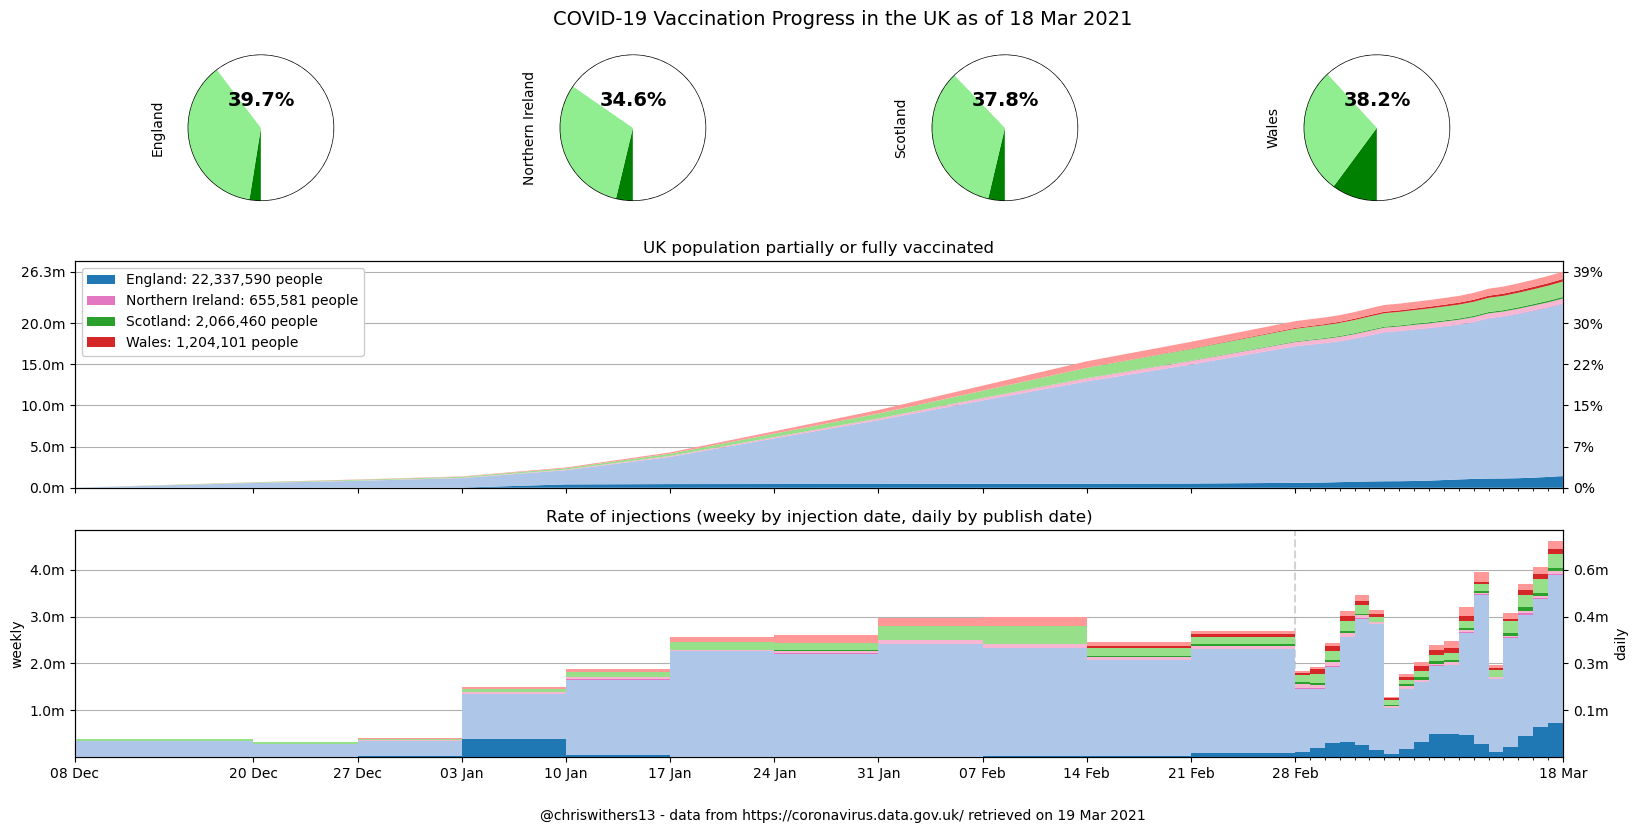 COVID-19 Vaccination Progress in the UK as of 18 Mar 2021
England
39.7%
Northern Ireland
34.6%
Scotland
37.8%
Wales
38.2%
UK population partially or fully vaccinated
26.3m
20.0m
15.0m
10.0m
5.0m
0.0m
England: 22,337,590 people
Northern Ireland: 655,581 people
Scotland: 2,066,460 people
Wales: 1,204,101 people
39%
30%
22%
15%
7%
0%
Rate of injections (weeky by injection date, daily by publish date)
weekly
4.0m
3.0m
2.0m
1.0m
0.6m
0.4m
0.3m
0.1m
daily
08 Dec
20 Dec
27 Dec
03 Jan
10 Jan
17 Jan
24 Jan
31 Jan
07 Feb
14 Feb
21 Feb
28 Feb
18 Mar
@chriswithers13 - data from https://coronavirus.data.gov.uk/ retrieved on 19 Mar 2021